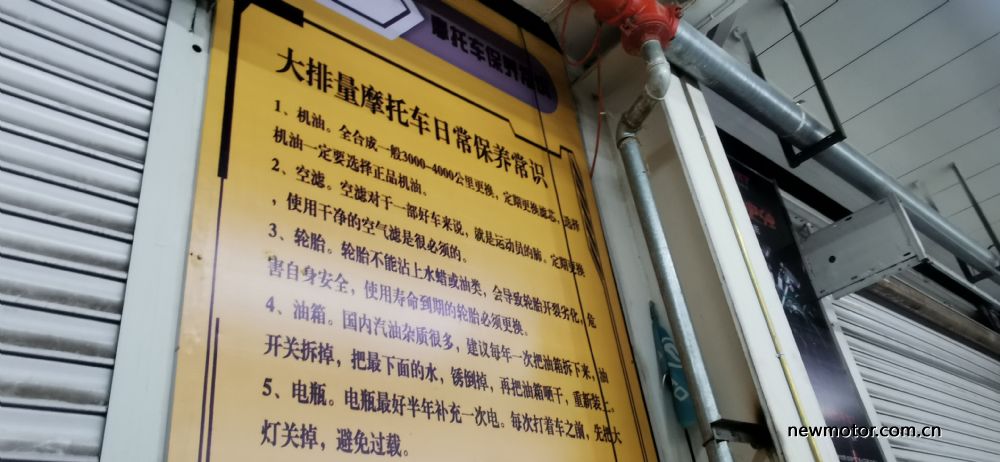 摩托车保养常识
大排量摩托车日常保养常识
1、机油。全合成一般3000-4000公里更换，定期更换滤芯，选择
机油一定要选择正品机油。
2、空滤。空滤对于一部好车来说，就是运动员的肺。定期更换
，使用干净的空气滤是很必须的。
3、轮胎。轮胎不能沾上水蜡或油类，会导致轮胎开裂劣化，危
害自身安全，使用寿命到期的轮胎必须更换。
4、油箱。国内汽油杂质很多，建议每年一次把油箱拆下来，油
开关拆掉，把最下面的水，锈倒掉，再把油箱晒干，重新装上。
5、电瓶。电瓶最好半年补充一次电。每次打着车之前，先把大
灯关掉，避免过载。
newmotor.com.cn